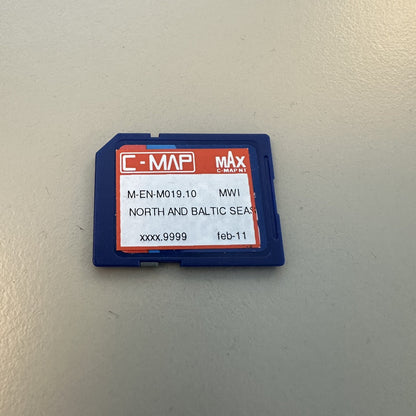 C-MAP MAX
C-MAP NT
M-EN-M019.10 MWI
NORTH AND BALTIC SEAS
xxxx.9999 feb-11